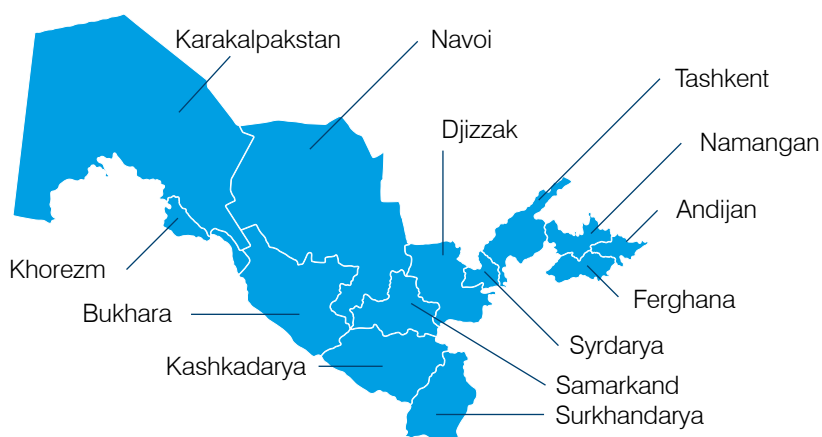 Karakalpakstan
Navoi
Tashkent
Djizzak
Namangan
Andijan
Khorezm
Ferghana
Bukhara
Syrdarya
Kashkadarya
Samarkand
Surkhandarya